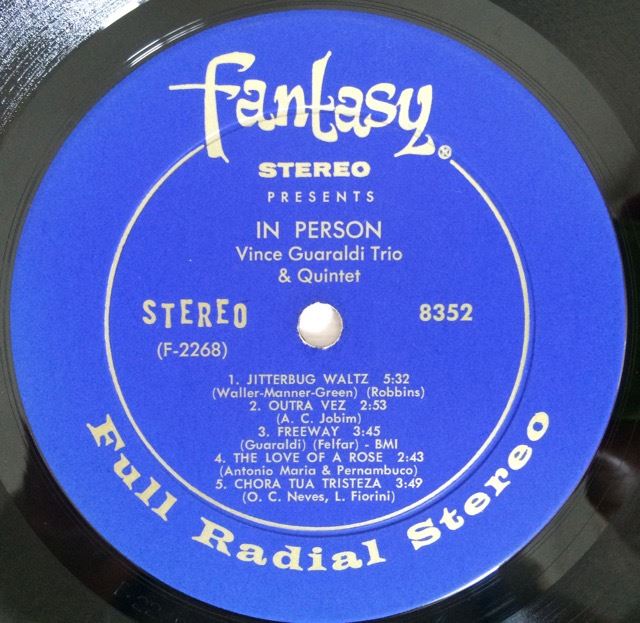 fantasy®
STEREO
PRESENTS
IN PERSON
Vince Guaraldi Trio
& Quintet
STEREO 8352
(F-2268)
1. JITTERBUG WALTZ 5:32
(Waller-Manner-Green) (Robbins)
2. OUTRA VEZ 2:53
(A. C. Jobim)
3. FREEWAY 3:45
(Guaraldi) (Felfar) - BMI
4. THE LOVE OF A ROSE 2:43
(Antonio Maria & Pernambuco)
5. CHORA TUA TRISTEZA 3:49
(O. C. Neves, L. Fiorini)
Full Radial Stereo